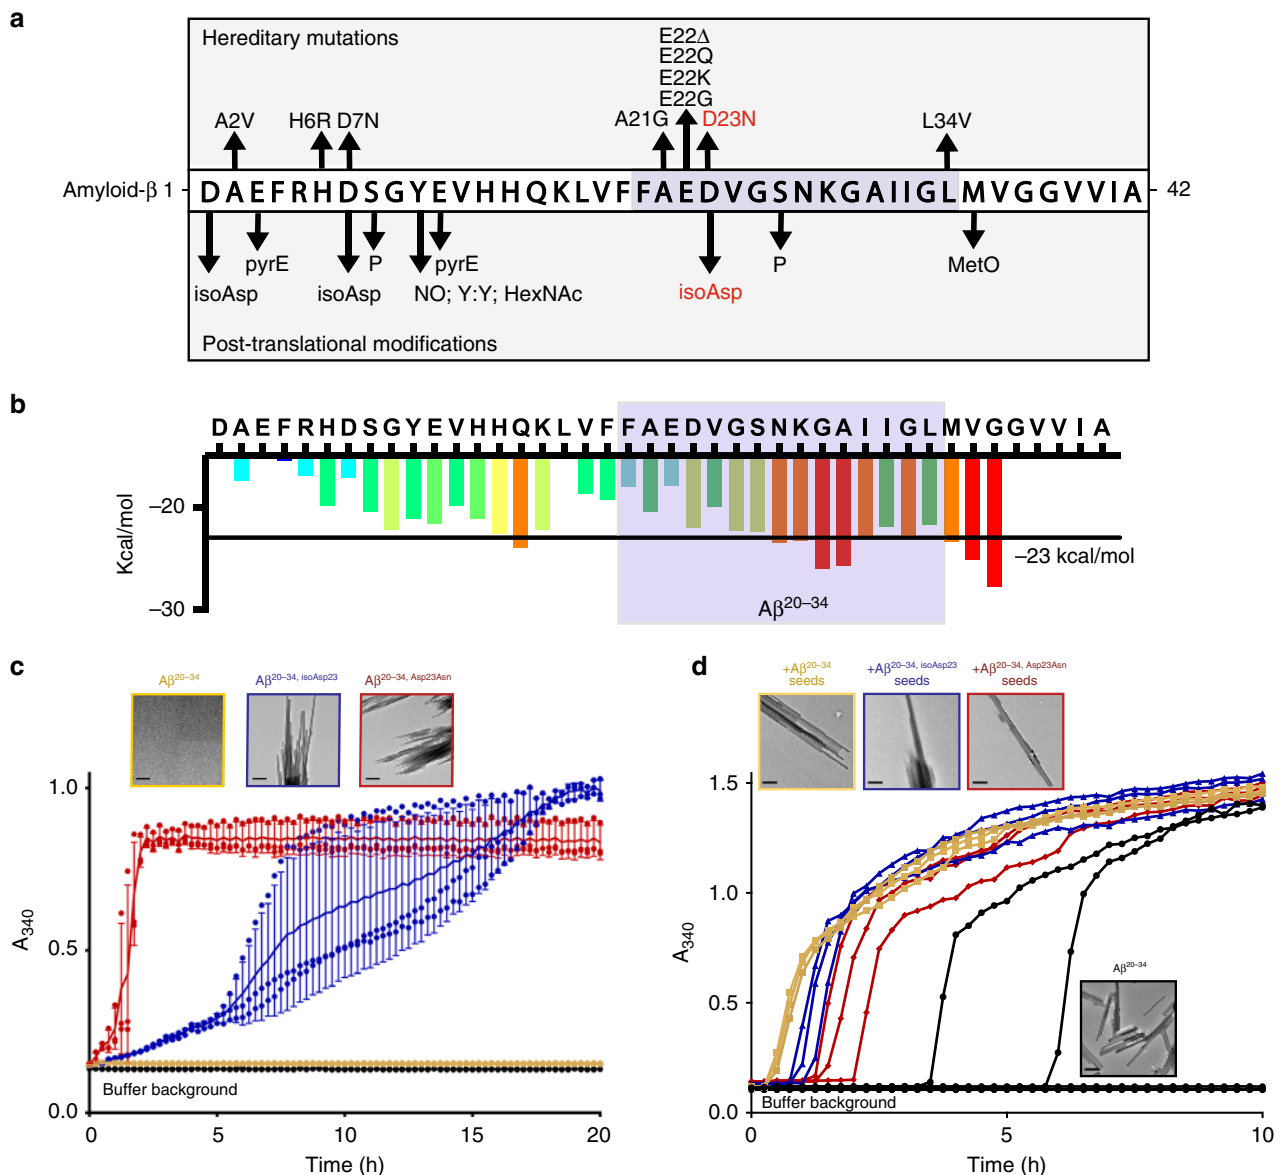 a
Hereditary mutations
E22Δ
E22Q
E22K
E22G
A2V H6R D7N A21G D23N L34V
Amyloid-β 1 D A E F R H D S G Y E V H H Q K L V F F A E D V G S N K G A I I G L M V G G V V I A 42
pyrE P pyrE P MetO
isoAsp isoAsp NO; Y:Y; HexNAc isoAsp
Post-translational modifications
b
D A E F R H D S G Y E V H H Q K L V F F A E D V G S N K G A I I G L M V G G V V I A
Kcal/mol
–20
–23 kcal/mol
–30
Aβ20–34
c
Aβ20–34 Aβ20–34, isoAsp23 Aβ20–34, Asp23Asn
1.0
0.5
0.0
A340
Buffer background
0 5 10 15 20
Time (h)
d
+Aβ20–34 seeds
+Aβ20–34, isoAsp23 seeds
+Aβ20–34, Asp23Asn seeds
1.5
1.0
0.5
0.0
A340
Aβ20–34
Buffer background
0 5 10
Time (h)